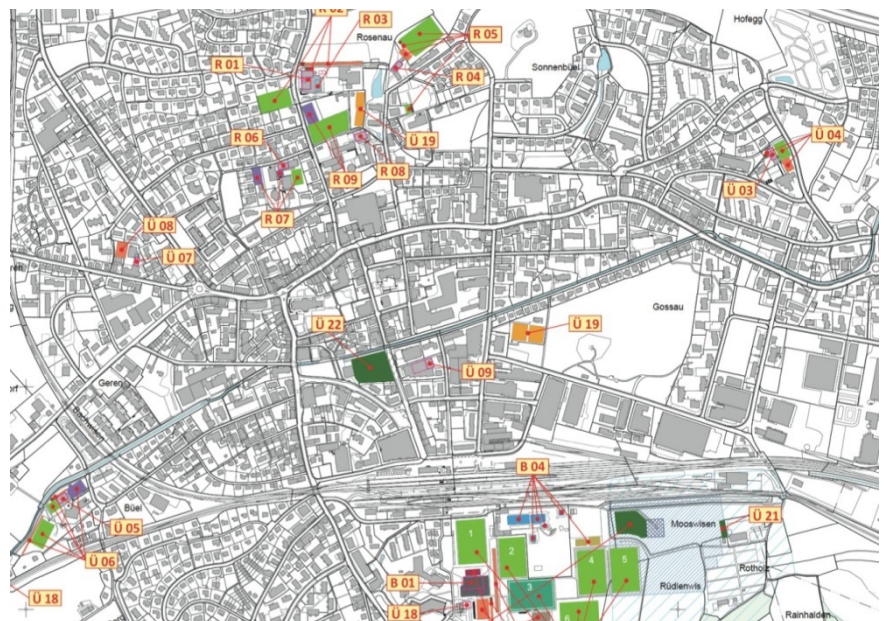 R 02
R 03
Hofegg
Rosenau
R 05
R 01
Sonnenbüel
R 04
Ü 04
R 06
Ü 19
Ü 03
R 09
R 08
R 07
Ü 08
Ü 07
Gossau
Ü 22
Ü 19
Ü 09
Geren
B 04
Büel
Ü 05
Mooswisen
Ü 21
1
2
4
5
Ü 06
Rotholz
B 01
Rüdlenwis
3
Ü 18
Ü 18
6
Rainhalden